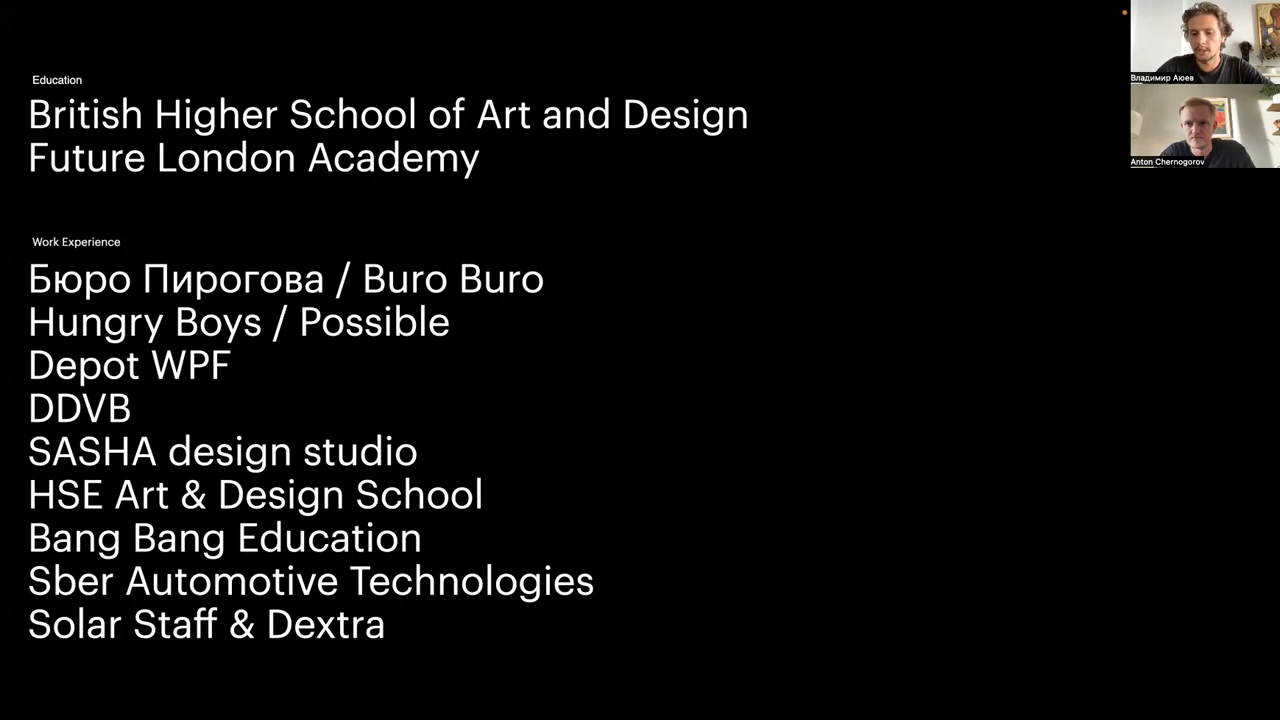 Education
British Higher School of Art and Design
Future London Academy
Work Experience
Бюро Пирогова / Buro Buro
Hungry Boys / Possible
Depot WPF
DDVB
SASHA design studio
HSE Art & Design School
Bang Bang Education
Sber Automotive Technologies
Solar Staff & Dextra
Владимир Аюев
Anton Chernogorov